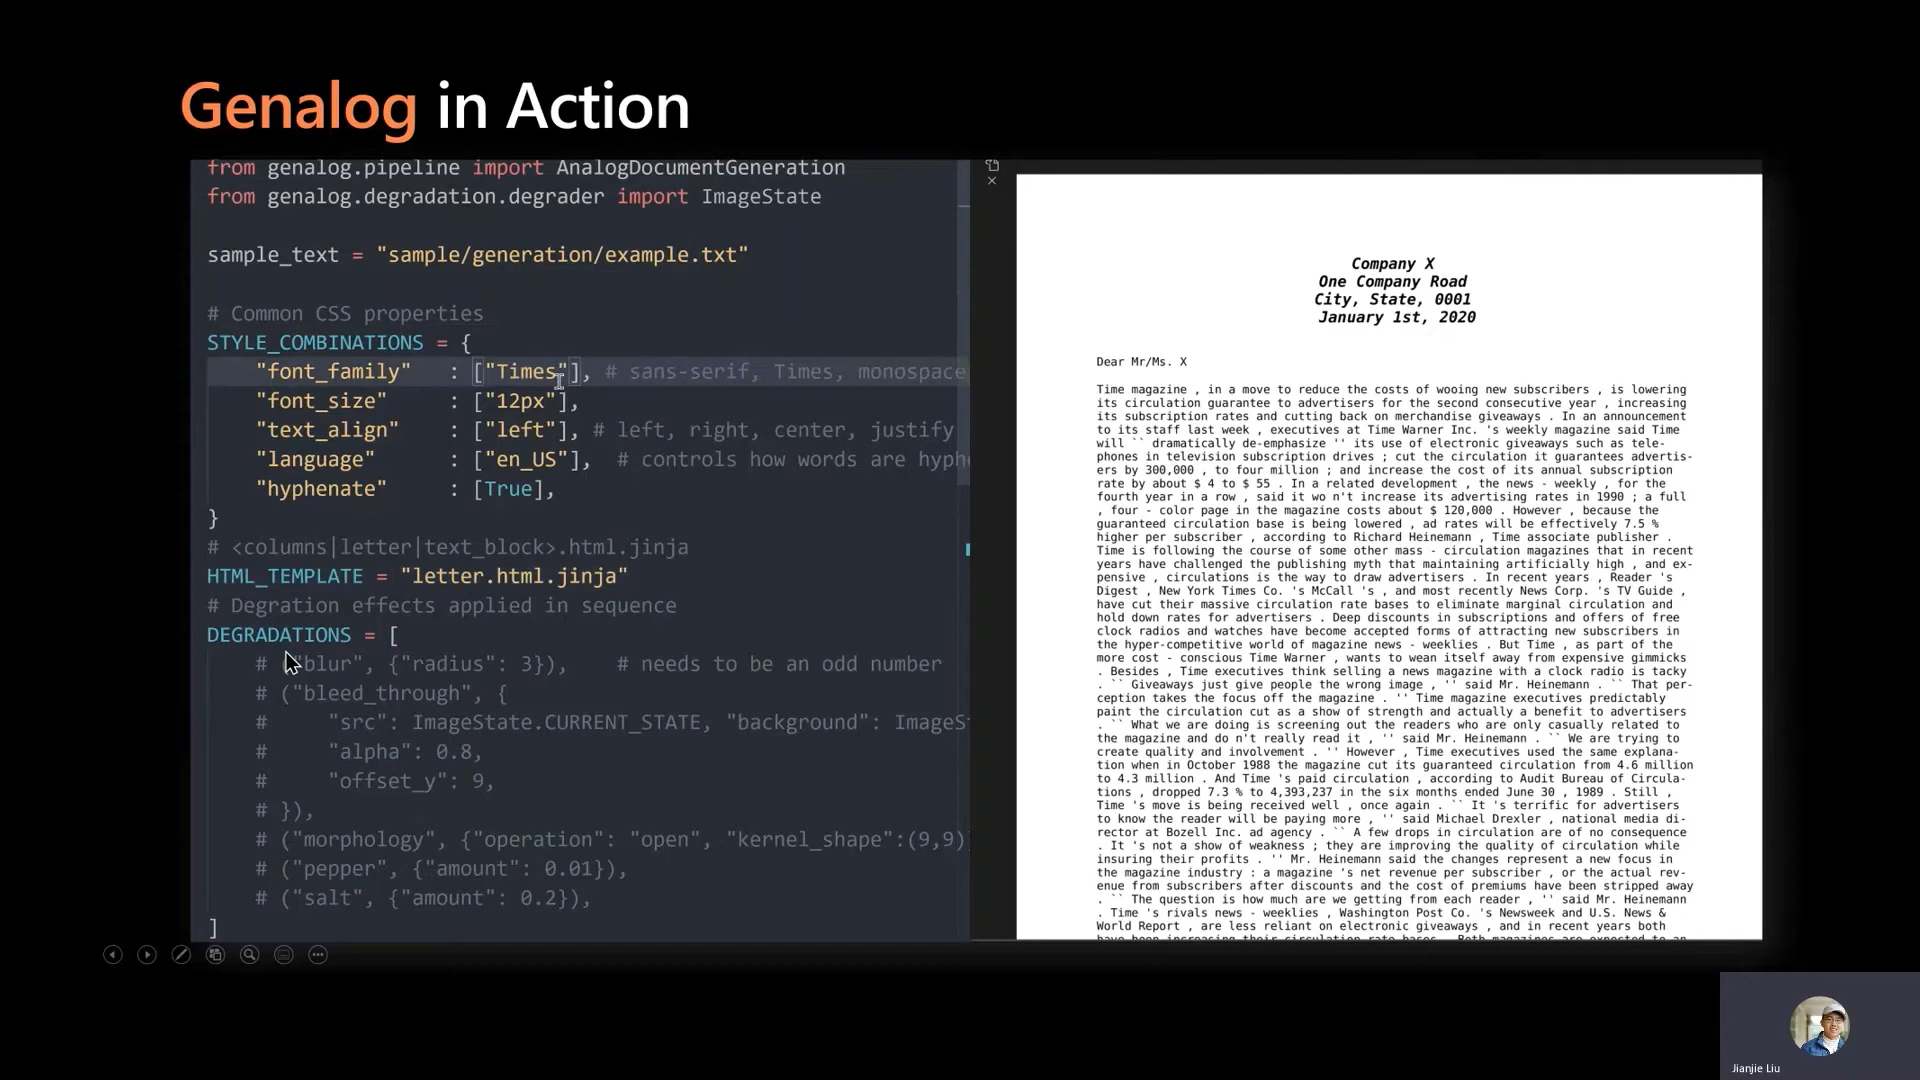 Genalog in Action
from genalog.pipeline import AnalogDocumentGeneration
from genalog.degradation.degrader import ImageState
sample_text = "sample/generation/example.txt"
# Common CSS properties
STYLE_COMBINATIONS = {
"font_family" : ["Times"], # sans-serif, Times, monospace
"font_size" : ["12px"],
"text_align" : ["left"], # left, right, center, justify
"language" : ["en_US"], # controls how words are hyph
"hyphenate" : [True],
}
# <columns|letter|text_block>.html.jinja
HTML_TEMPLATE = "letter.html.jinja"
# Degration effects applied in sequence
DEGRADATIONS = [
# ("blur", {"radius": 3}), # needs to be an odd number
# ("bleed_through", {
# "src": ImageState.CURRENT_STATE, "background": ImageS
# "alpha": 0.8,
# "offset_y": 9,
# }),
# ("morphology", {"operation": "open", "kernel_shape":(9,9)
# ("pepper", {"amount": 0.01}),
# ("salt", {"amount": 0.2}),
]
Company X
One Company Road
City, State, 0001
January 1st, 2020
Dear Mr/Ms. X
Time magazine , in a move to reduce the costs of wooing new subscribers , is lowering
its circulation guarantee to advertisers for the second consecutive year , increasing
its subscription rates and cutting back on merchandise giveaways . In an announcement
to its staff last week , executives at Time Warner Inc. 's weekly magazine said Time
will `` dramatically de-emphasize '' its use of electronic giveaways such as tele-
phones in television subscription drives ; cut the circulation it guarantees advertis-
ers by 300,000 , to four million ; and increase the cost of its annual subscription
rate by about $ 4 to $ 55 . In a related development , the news - weekly , for the
fourth year in a row , said it wo n't increase its advertising rates in 1990 ; a full
, four - color page in the magazine costs about $ 120,000 . However , because the
guaranteed circulation base is being lowered , ad rates will be effectively 7.5 %
higher per subscriber , according to Richard Heinemann , Time associate publisher .
Time is following the course of some other mass - circulation magazines that in recent
years have challenged the publishing myth that maintaining artificially high , and ex-
pensive , circulations is the way to draw advertisers . In recent years , Reader 's
Digest , New York Times Co. 's McCall 's , and most recently News Corp. 's TV Guide ,
have cut their massive circulation rate bases to eliminate marginal circulation and
hold down rates for advertisers . Deep discounts in subscriptions and offers of free
clock radios and watches have become accepted forms of attracting new subscribers in
the hyper-competitive world of magazine news - weeklies . But Time , as part of the
more cost - conscious Time Warner , wants to wean itself away from expensive gimmicks
. Besides , Time executives think selling a news magazine with a clock radio is tacky
. `` Giveaways just give people the wrong image , '' said Mr. Heinemann . `` That per-
ception takes the focus off the magazine . '' Time magazine executives predictably
paint the circulation cut as a show of strength and actually a benefit to advertisers
. `` What we are doing is screening out the readers who are only casually related to
the magazine and do n't really read it , '' said Mr. Heinemann . `` We are trying to
create quality and involvement . '' However , Time executives used the same explana-
tion when in October 1988 the magazine cut its guaranteed circulation from 4.6 million
to 4.3 million . And Time 's paid circulation , according to Audit Bureau of Circula-
tions , dropped 7.3 % to 4,393,237 in the six months ended June 30 , 1989 . Still ,
Time 's move is being received well , once again . `` It 's terrific for advertisers
to know the reader will be paying more , '' said Michael Drexler , national media di-
rector at Bozell Inc. ad agency . `` A few drops in circulation are of no consequence
. It 's not a show of weakness ; they are improving the quality of circulation while
insuring their profits . '' Mr. Heinemann said the changes represent a new focus in
the magazine industry : a magazine 's net revenue per subscriber , or the actual rev-
enue from subscribers after discounts and the cost of premiums have been stripped away
. `` The question is how much are we getting from each reader , '' said Mr. Heinemann
. Time 's rivals news - weeklies , Washington Post Co. 's Newsweek and U.S. News &
World Report , are less reliant on electronic giveaways , and in recent years both
have been increasing their circulation rate bases . Both magazines are expected to an
Jianjie Liu